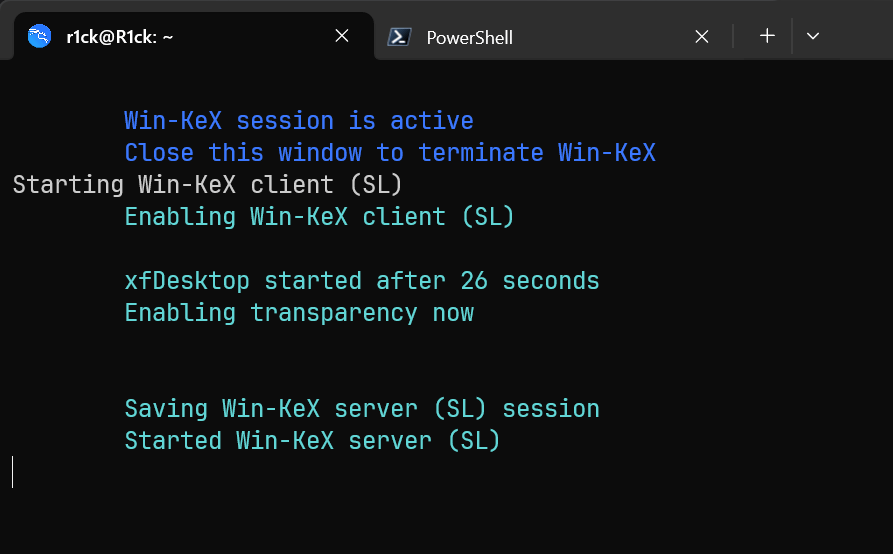 r1ck@R1ck: ~
PowerShell
Win-KeX session is active
Close this window to terminate Win-KeX
Starting Win-KeX client (SL)
Enabling Win-KeX client (SL)
xfDesktop started after 26 seconds
Enabling transparency now
Saving Win-KeX server (SL) session
Started Win-KeX server (SL)